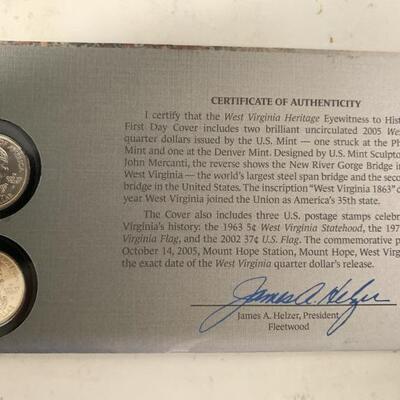 CERTIFICATE OF AUTHENTICITY
I certify that the West Virginia Heritage Eyewitness to Hist
First Day Cover includes two brilliant uncirculated 2005 We
quarter dollars issued by the U.S. Mint — one struck at the Ph
Mint and one at the Denver Mint. Designed by U.S. Mint Sculpto
John Mercanti, the reverse shows the New River Gorge Bridge in
West Virginia — the world's largest steel span bridge and the secon
bridge in the United States. The inscription "West Virginia 1863" d
year West Virginia joined the Union as America's 35th state.
The Cover also includes three U.S. postage stamps celebr
Virginia's history: the 1963 5¢ West Virginia Statehood, the 197
Virginia Flag, and the 2002 37¢ U.S. Flag. The commemorative p
October 14, 2005, Mount Hope Station, Mount Hope, West Virg
the exact date of the West Virginia quarter dollar's release.
James A. Helzer
James A. Helzer, President
Fleetwood